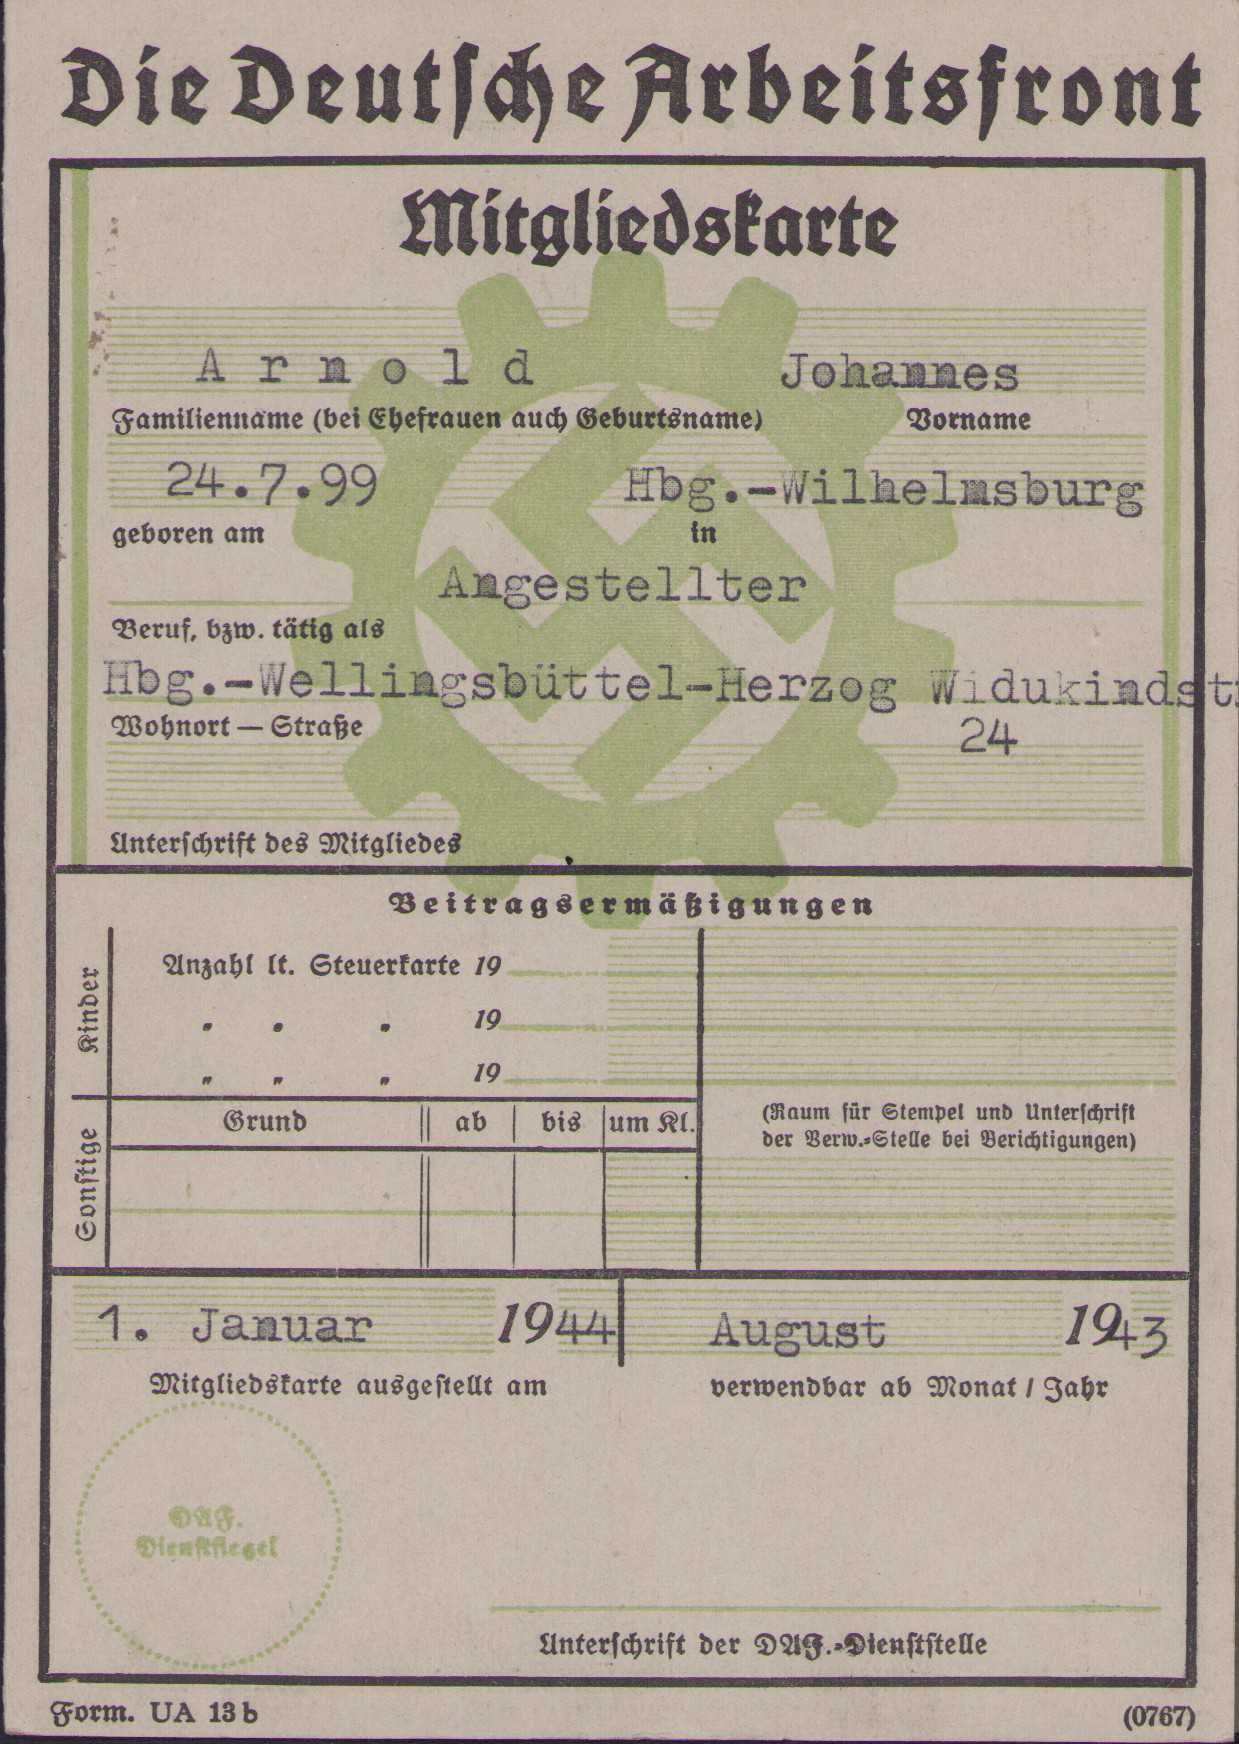 Die Deutsche Arbeitsfront
Mitgliedskarte
Arnold Johannes
Familienname (bei Ehefrauen auch Geburtsname) Vorname
24.7.99 Hbg.-Wilhelmsburg
geboren am in
Angestellter
Beruf, bzw. tätig als
Hbg.-Wellingsbüttel-Herzog Widukindstr
Wohnort — Straße
24
Unterschrift des Mitgliedes
Beitragsermäßigungen
Kinder
Anzahl lt. Steuerkarte 19
" " " 19
" " " 19
Sonstige
Grund ab bis um Kl.
(Raum für Stempel und Unterschrift
der Verw.-Stelle bei Berichtigungen)
1. Januar 1944 August 1943
Mitgliedskarte ausgestellt am verwendbar ab Monat / Jahr
DAF.
Dienstsiegel
Unterschrift der DAF.-Dienststelle
Form. UA 13b (0767)